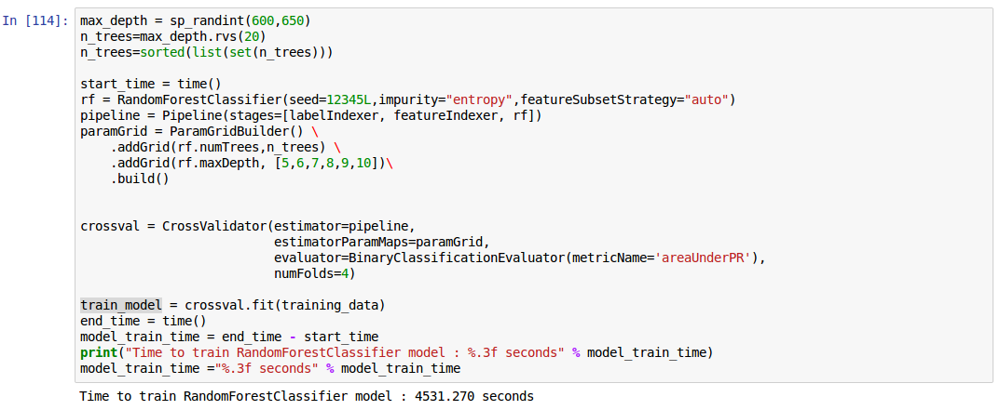 In [114]: max_depth = sp_randint(600,650)
n_trees=max_depth.rvs(20)
n_trees=sorted(list(set(n_trees)))
start_time = time()
rf = RandomForestClassifier(seed=12345L,impurity="entropy",featureSubsetStrategy="auto")
pipeline = Pipeline(stages=[labelIndexer, featureIndexer, rf])
paramGrid = ParamGridBuilder() \
    .addGrid(rf.numTrees,n_trees) \
    .addGrid(rf.maxDepth, [5,6,7,8,9,10])\
    .build()
crossval = CrossValidator(estimator=pipeline,
                          estimatorParamMaps=paramGrid,
                          evaluator=BinaryClassificationEvaluator(metricName='areaUnderPR'),
                          numFolds=4)
train_model = crossval.fit(training_data)
end_time = time()
model_train_time = end_time - start_time
print("Time to train RandomForestClassifier model : %.3f seconds" % model_train_time)
model_train_time ="%.3f seconds" % model_train_time
Time to train RandomForestClassifier model : 4531.270 seconds